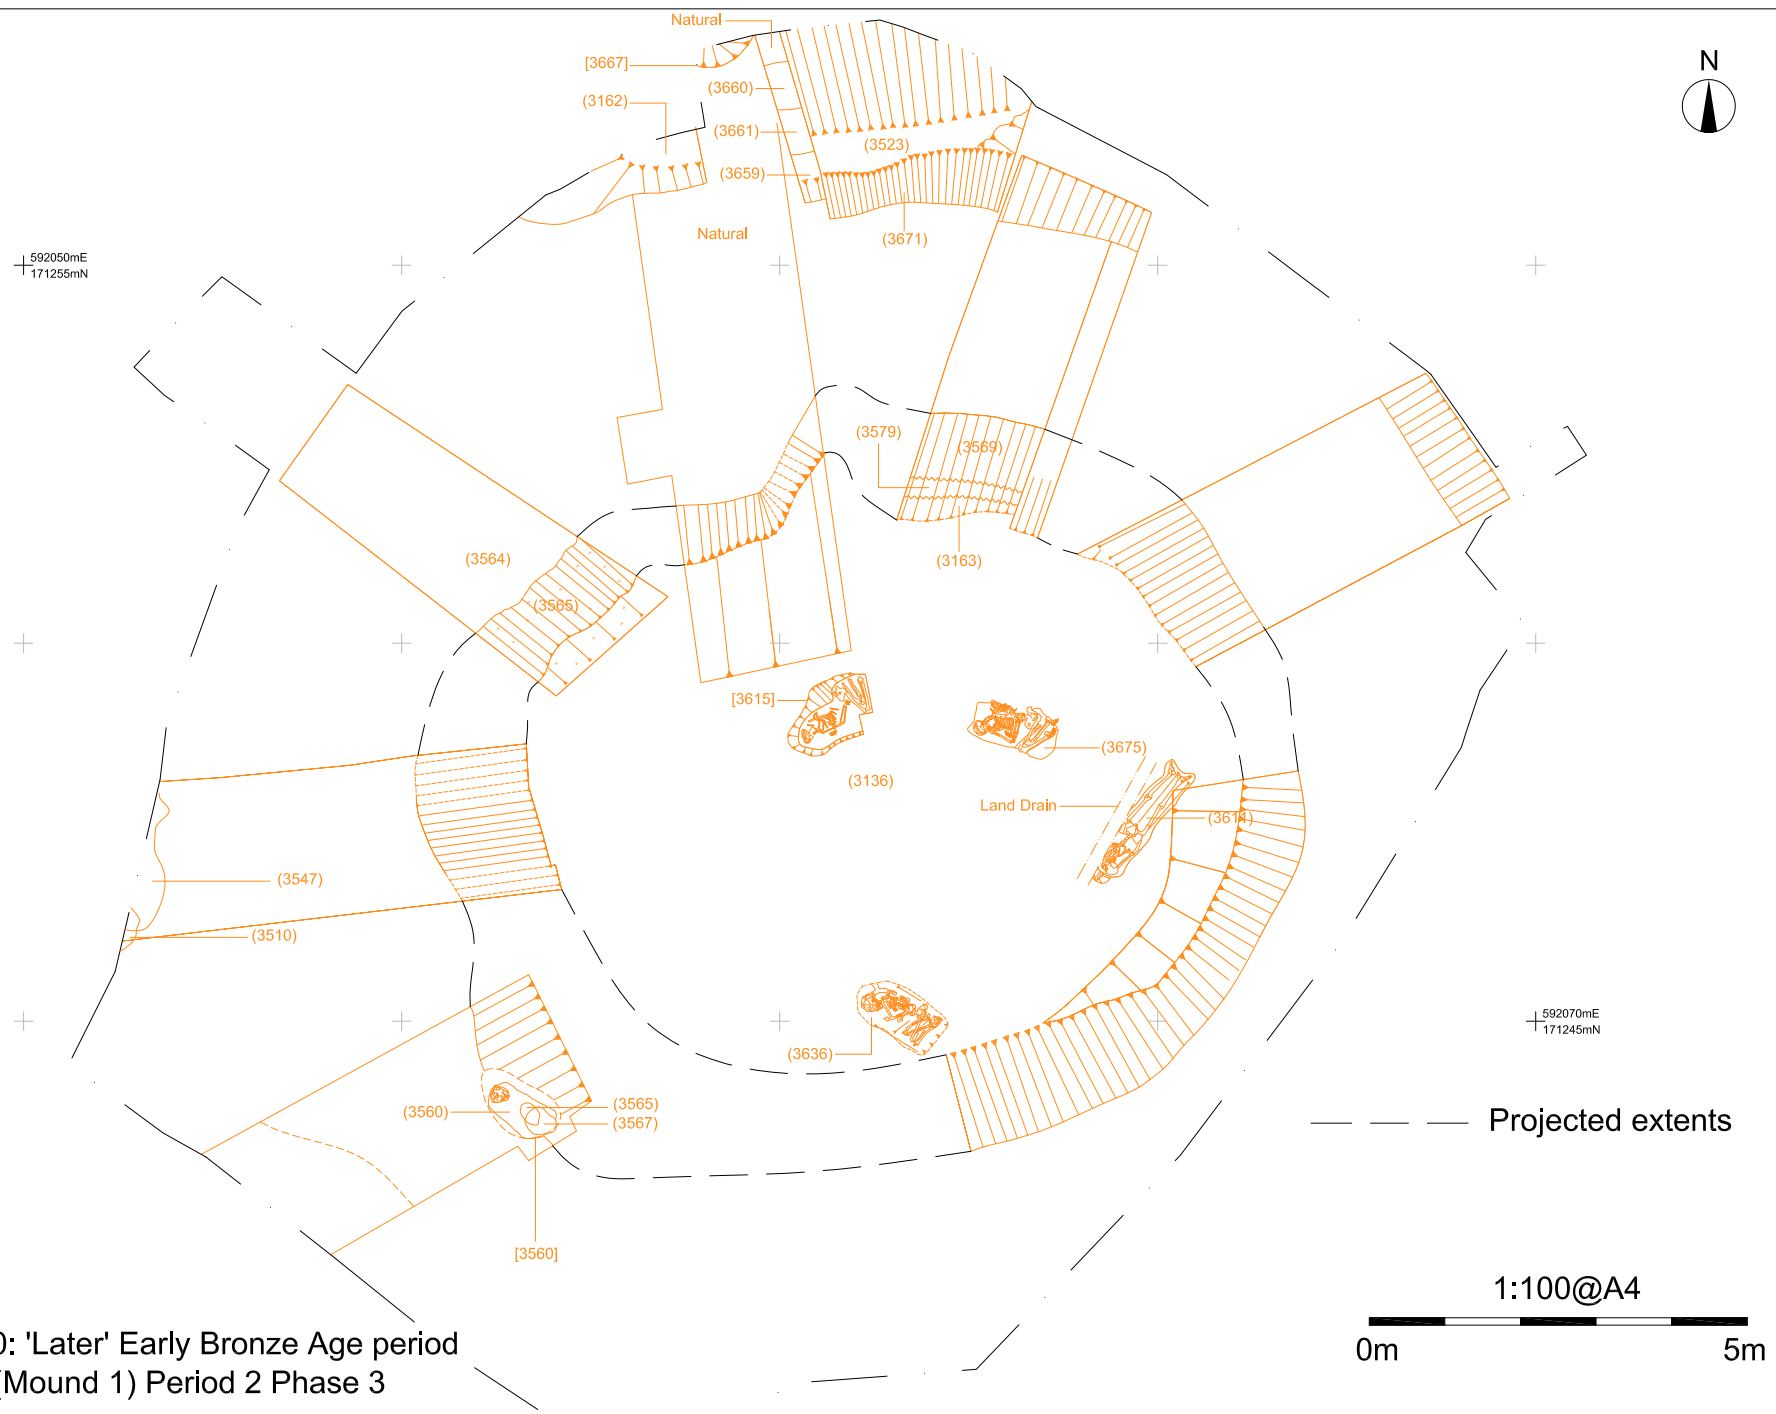 Natural
[3667]
(3660)
(3162)
(3661)
(3523)
(3659)
Natural
(3671)
N
592050mE
171255mN
(3579)
(3569)
(3564)
(3163)
(3565)
[3615]
(3675)
(3136)
Land Drain
(3611)
(3547)
(3510)
592070mE
171245mN
(3636)
(3560)
(3565)
(3567)
Projected extents
[3560]
1:100@A4
0m
5m
0: 'Later' Early Bronze Age period
(Mound 1) Period 2 Phase 3